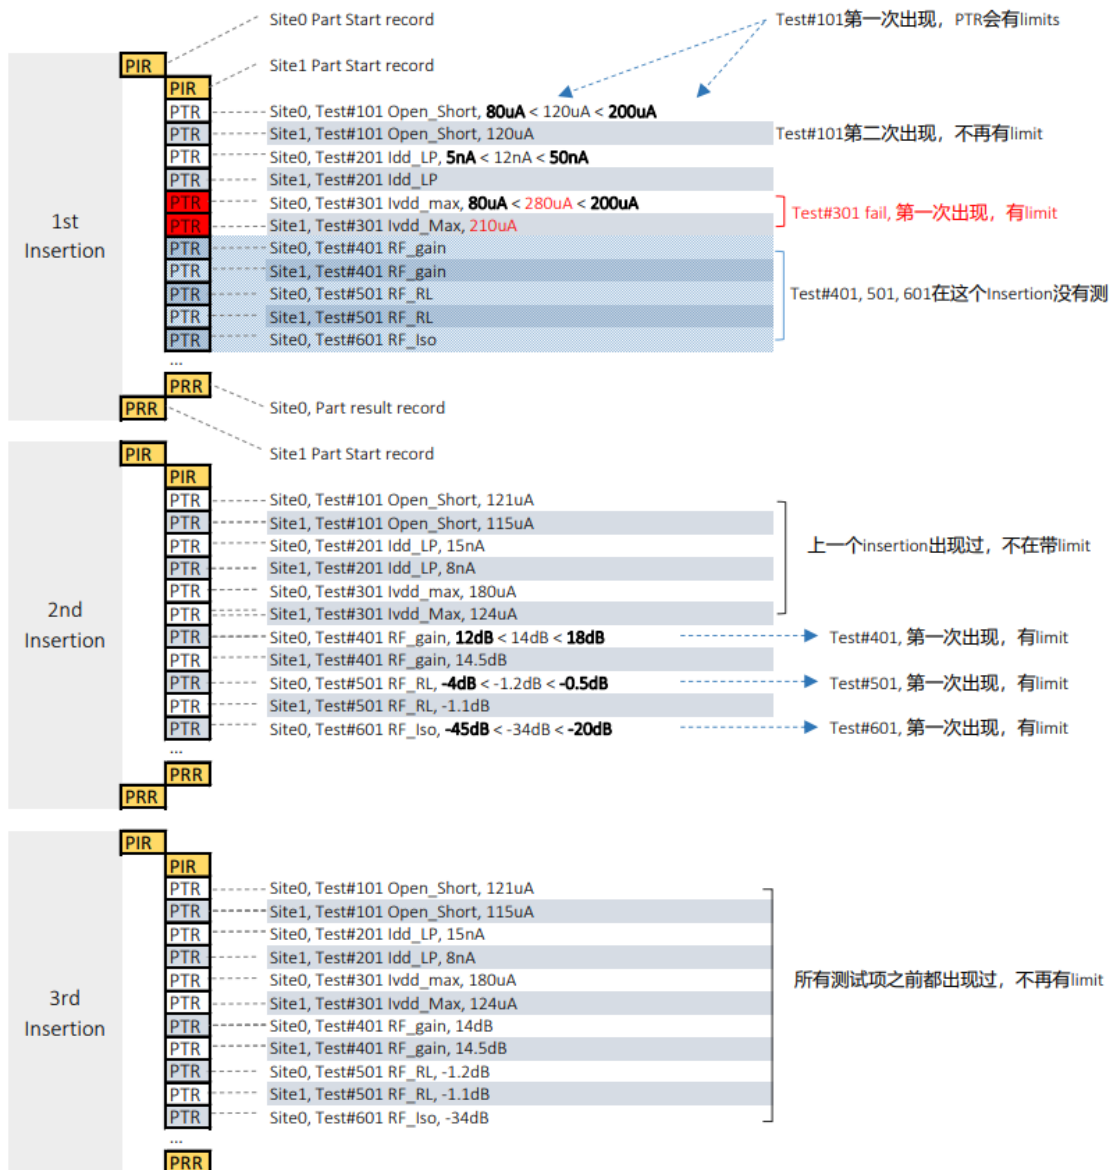 Site0 Part Start record
Test#101第一次出现，PTR会有limits
PIR
Site1 Part Start record
PIR
PTR
Site0, Test#101 Open_Short, 80uA < 120uA < 200uA
PTR
Site1, Test#101 Open_Short, 120uA
Test#101第二次出现，不再有limit
PTR
Site0, Test#201 Idd_LP, 5nA < 12nA < 50nA
PTR
Site1, Test#201 Idd_LP
PTR
Site0, Test#301 Ivdd_max, 80uA < 280uA < 200uA
Test#301 fail, 第一次出现，有limit
PTR
Site1, Test#301 Ivdd_Max, 210uA
1st
Insertion
PTR
Site0, Test#401 RF_gain
PTR
Site1, Test#401 RF_gain
PTR
Site0, Test#501 RF_RL
Test#401, 501, 601在这个Insertion没有测
PTR
Site1, Test#501 RF_RL
PTR
Site0, Test#601 RF_Iso
...
PRR
PRR
Site0, Part result record
Site1 Part Start record
PIR
PIR
PTR
Site0, Test#101 Open_Short, 121uA
PTR
Site1, Test#101 Open_Short, 115uA
PTR
Site0, Test#201 Idd_LP, 15nA
上一个insertion出现过，不在带limit
PTR
Site1, Test#201 Idd_LP, 8nA
PTR
Site0, Test#301 Ivdd_max, 180uA
PTR
Site1, Test#301 Ivdd_Max, 124uA
2nd
Insertion
PTR
Site0, Test#401 RF_gain, 12dB < 14dB < 18dB
Test#401, 第一次出现，有limit
PTR
Site1, Test#401 RF_gain, 14.5dB
PTR
Site0, Test#501 RF_RL, -4dB < -1.2dB < -0.5dB
Test#501, 第一次出现，有limit
PTR
Site1, Test#501 RF_RL, -1.1dB
PTR
Site0, Test#601 RF_Iso, -45dB < -34dB < -20dB
Test#601, 第一次出现，有limit
...
PRR
PRR
PIR
PIR
PTR
Site0, Test#101 Open_Short, 121uA
PTR
Site1, Test#101 Open_Short, 115uA
PTR
Site0, Test#201 Idd_LP, 15nA
PTR
Site1, Test#201 Idd_LP, 8nA
PTR
Site0, Test#301 Ivdd_max, 180uA
所有测试项之前都出现过，不再有limit
PTR
Site1, Test#301 Ivdd_Max, 124uA
3rd
Insertion
PTR
Site0, Test#401 RF_gain, 14dB
PTR
Site1, Test#401 RF_gain, 14.5dB
PTR
Site0, Test#501 RF_RL, -1.2dB
PTR
Site1, Test#501 RF_RL, -1.1dB
PTR
Site0, Test#601 RF_Iso, -34dB
...
PRR